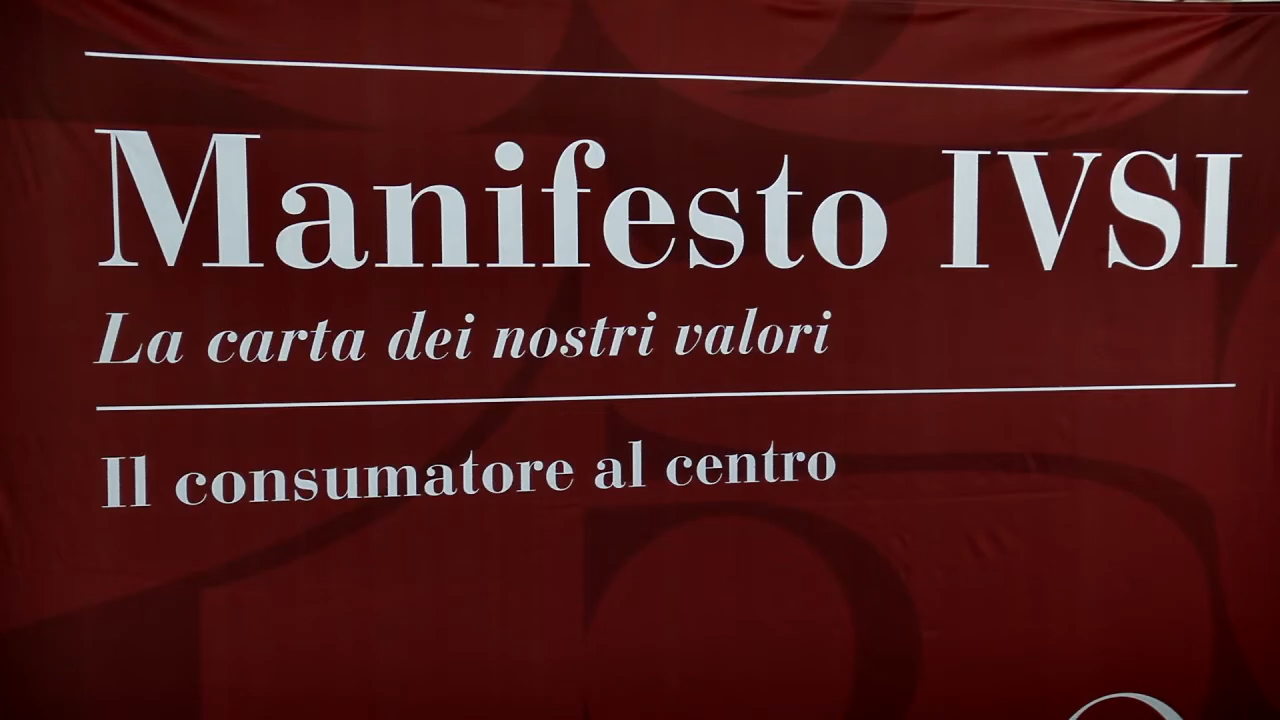 Manifesto IVSI
La carta dei nostri valori
Il consumatore al centro